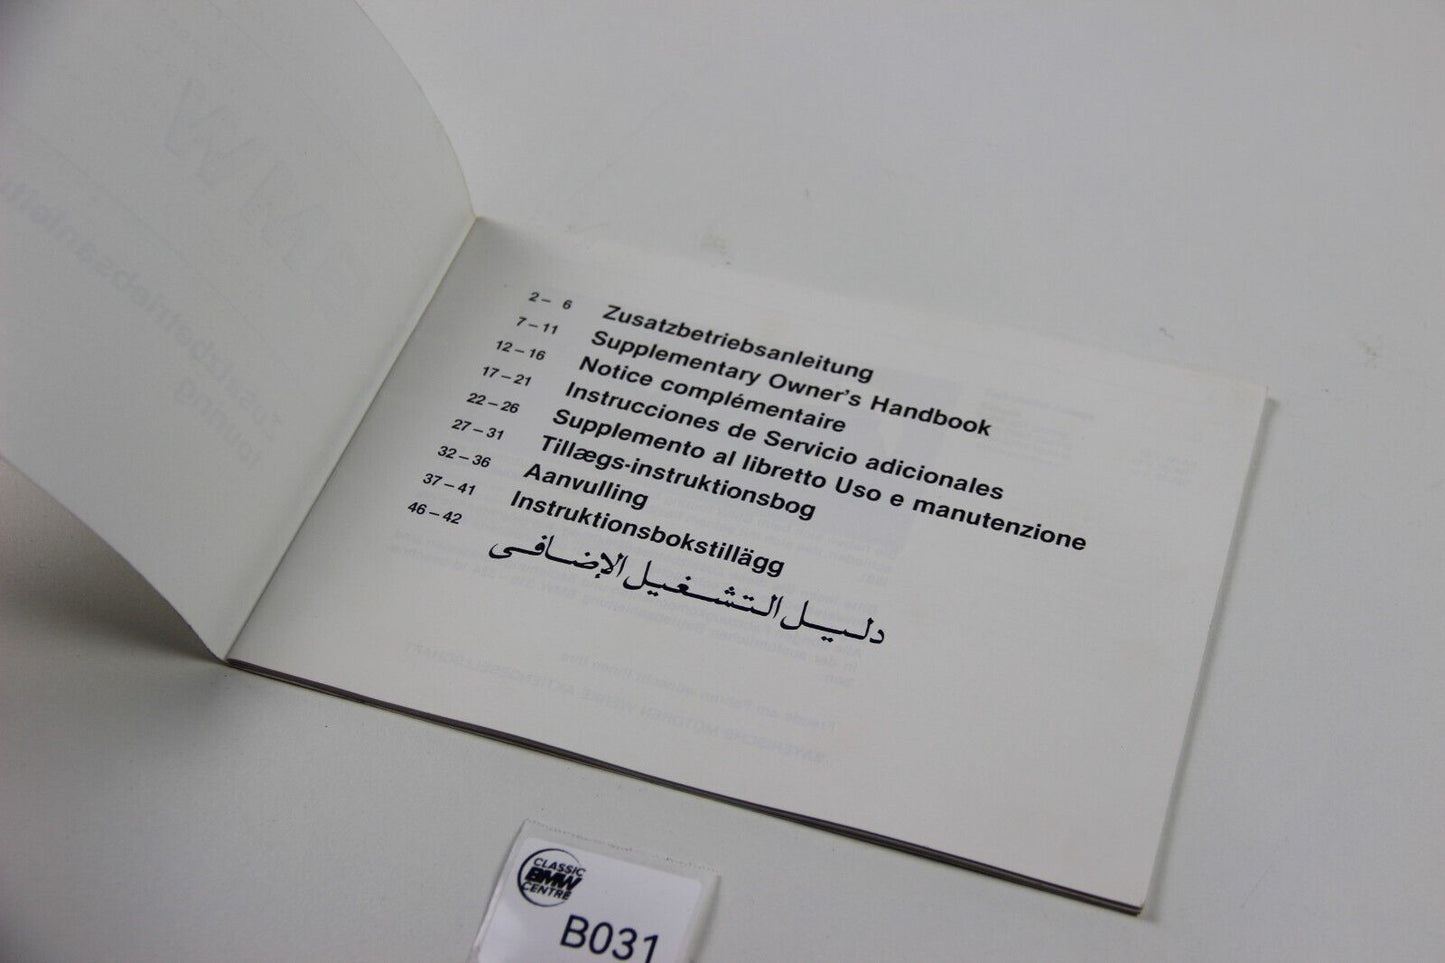 2 – 6 Zusatzbetriebsanleitung
7 – 11 Supplementary Owner's Handbook
12 – 16 Notice complémentaire
17 – 21 Instrucciones de Servicio adicionales
22 – 26 Supplemento al libretto Uso e manutenzione
27 – 31 Tillægs-instruktionsbog
32 – 36 Aanvulling
37 – 41 Instruktionsbokstillägg
46 – 42 دليل التشغيل الإضافى
CLASSIC
BMW
CENTRE
B031